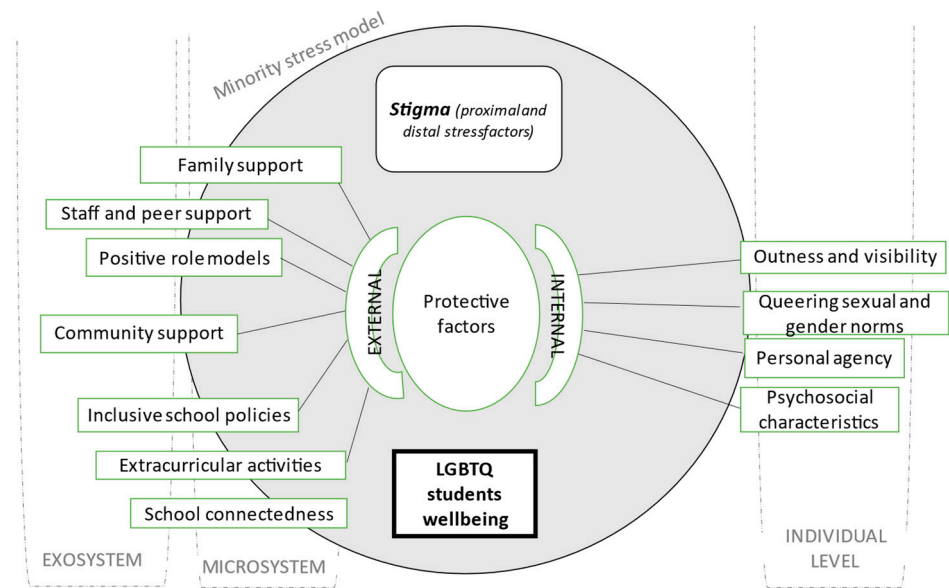 Minority stress model
Stigma (proximal and
distal stressfactors)
Family support
Staff and peer support
Positive role models
Community support
Inclusive school policies
Extracurricular activities
School connectedness
EXTERNAL
Protective
factors
INTERNAL
Outness and visibility
Queering sexual and
gender norms
Personal agency
Psychosocial
characteristics
LGBTQ
students
wellbeing
EXOSYSTEM
MICROSYSTEM
INDIVIDUAL
LEVEL